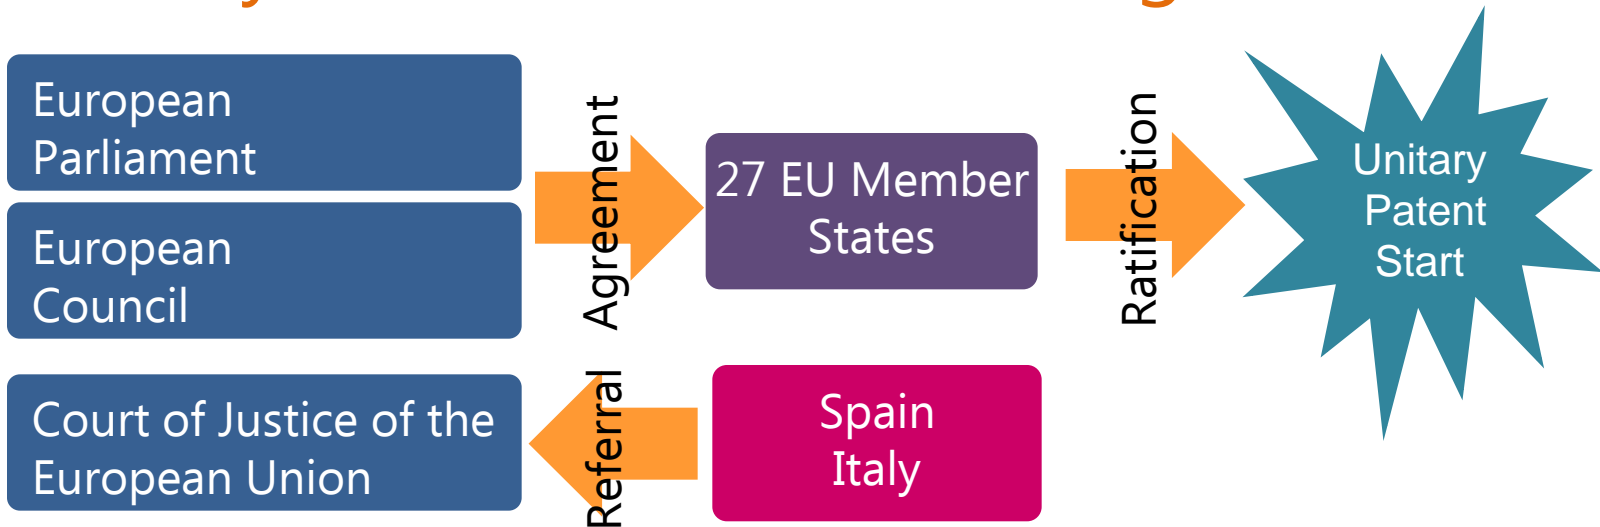 European
Parliament
European
Council
Agreement
27 EU Member
States
Ratification
Unitary
Patent
Start
Court of Justice of the
European Union
Referral
Spain
Italy